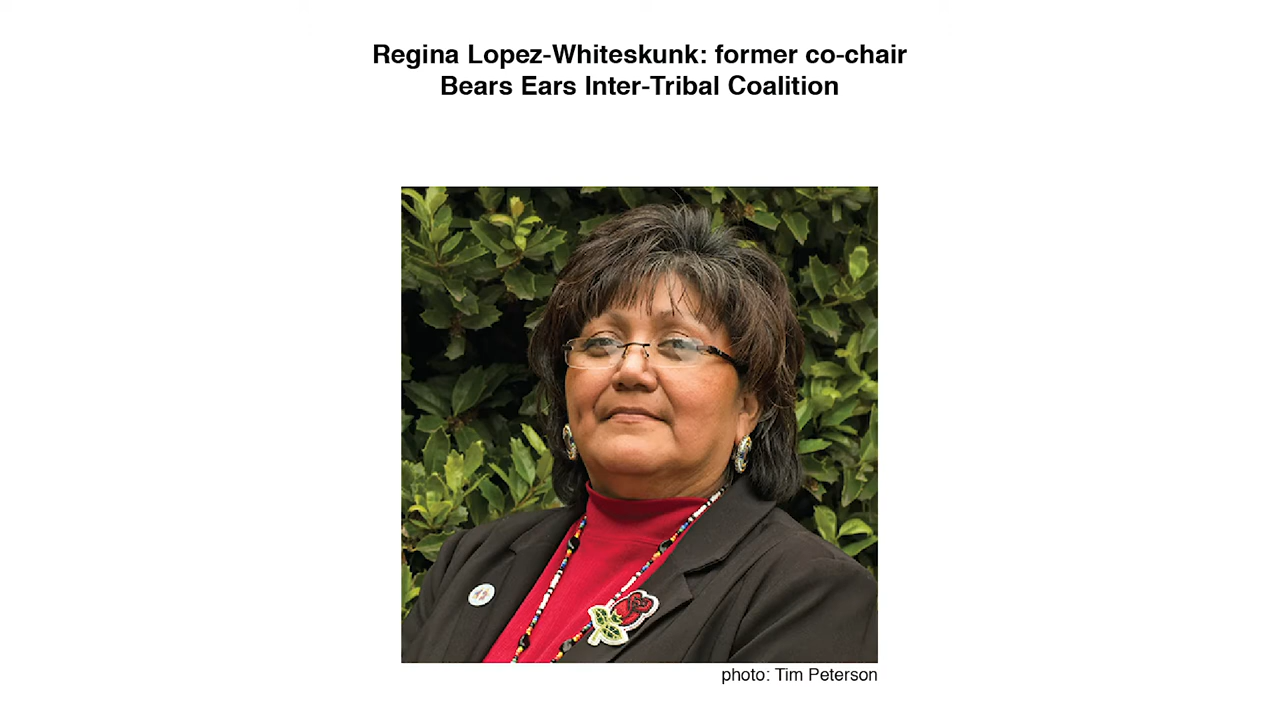 Regina Lopez-Whiteskunk: former co-chair
Bears Ears Inter-Tribal Coalition
photo: Tim Peterson